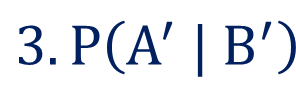 3. P(A′ | B′)